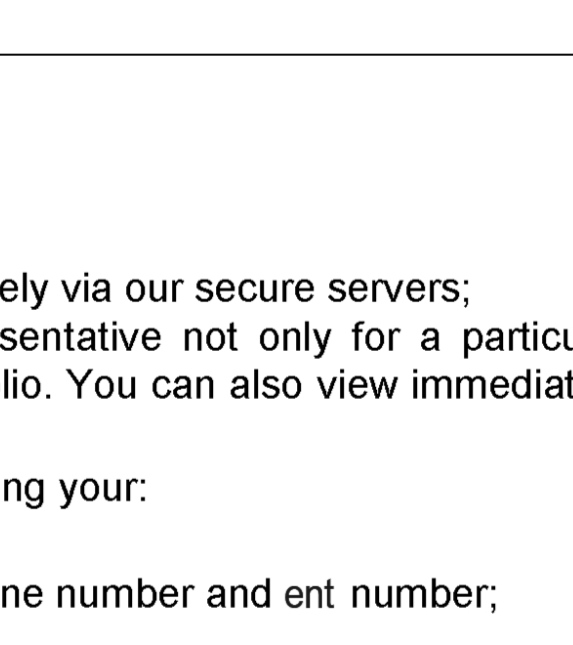 ely via our secure servers;
sentative not only for a particu
lio. You can also view immediat
ng your:
ne number and ent number;